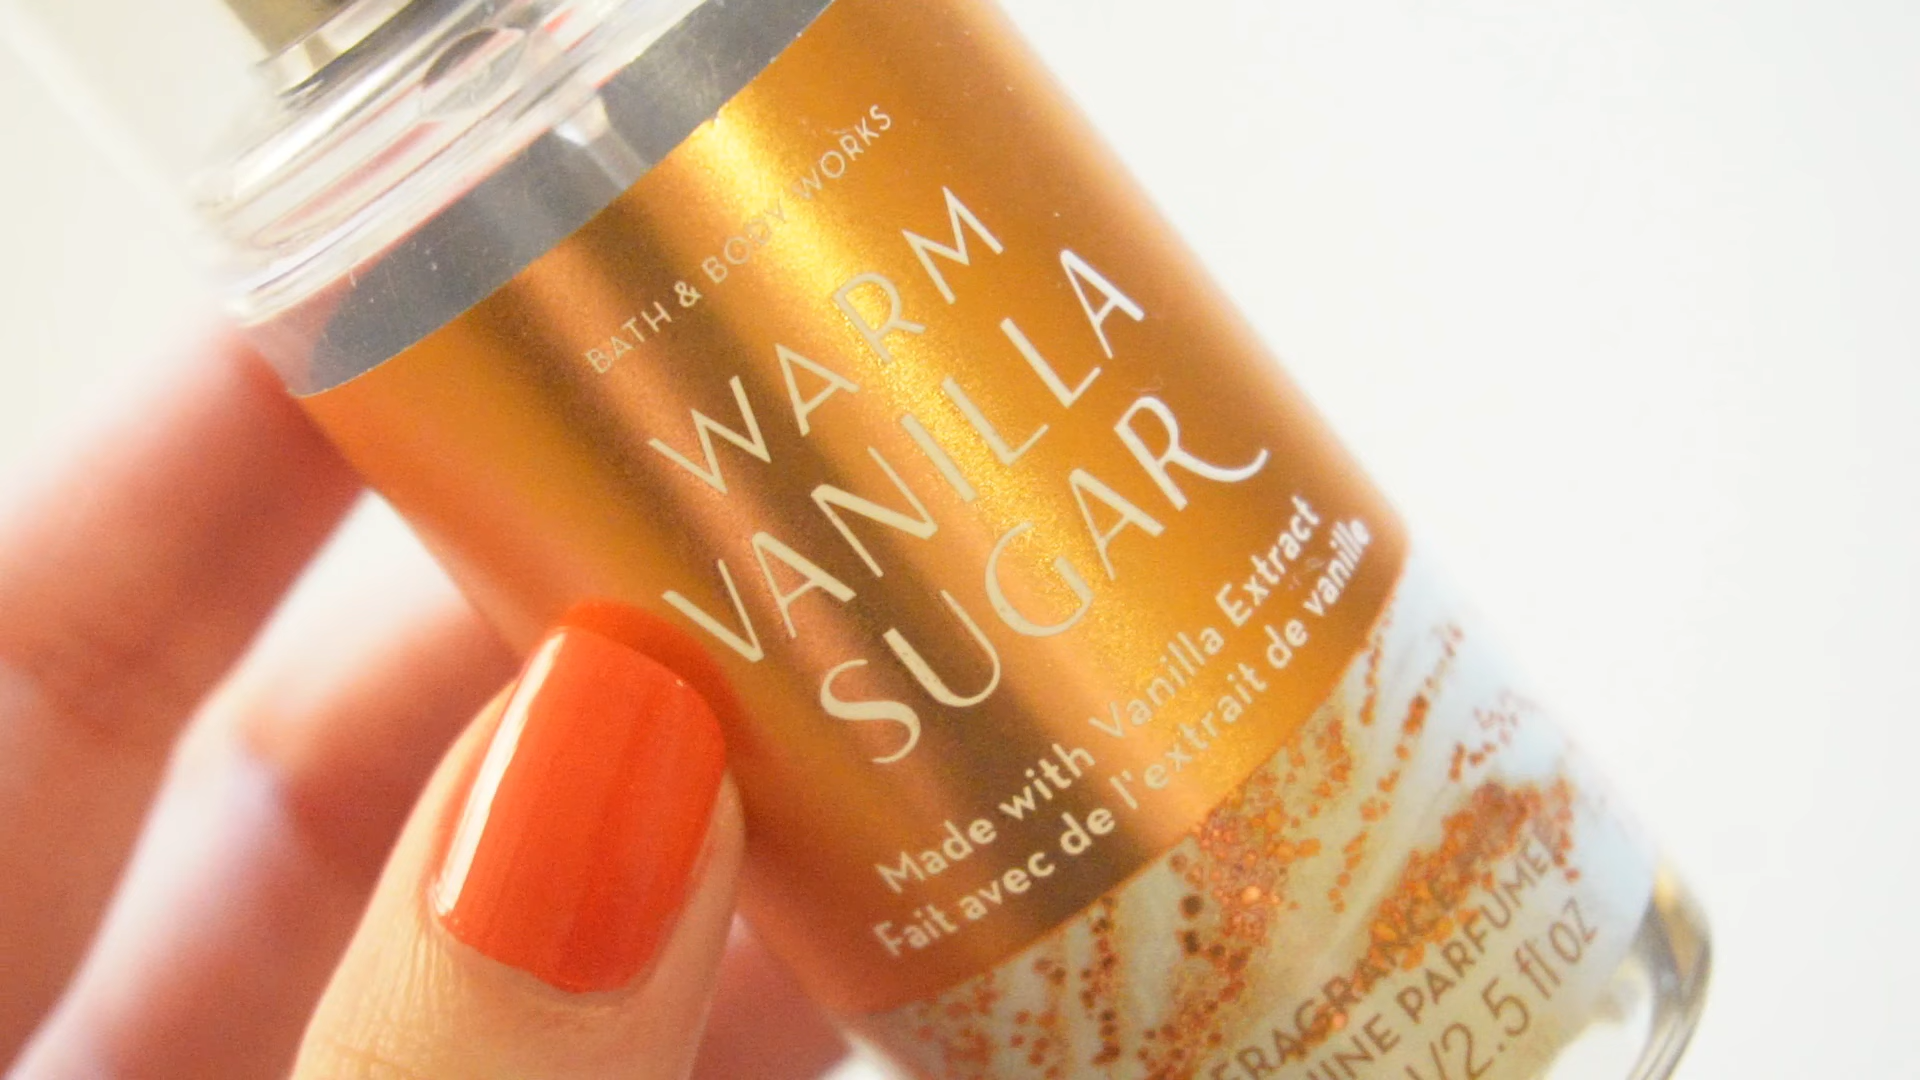 BATH & BODY WORKS
WARM
VANILLA
SUGAR
Made with Vanilla Extract
Fait avec de l'extrait de vanille
FRAGRANCE
PARFUMÉE
/2.5 fl oz